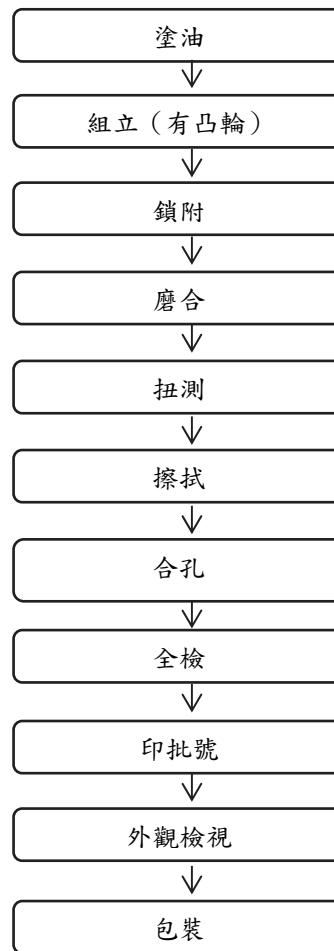 塗油
組立（有凸輪）
鎖附
磨合
扭測
擦拭
合孔
全檢
印批號
外觀檢視
包裝